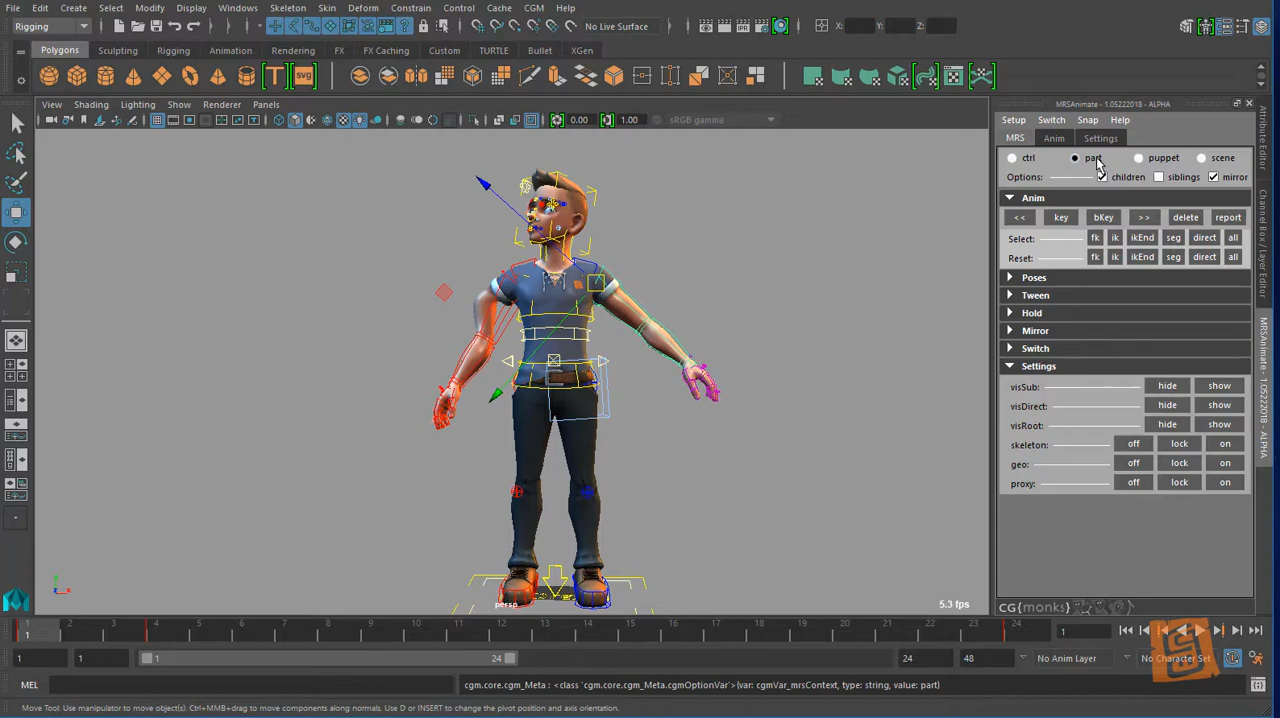 File Edit Create Select Modify Display Windows Skeleton Skin Deform Constrain Control Cache CGM Help
Rigging No Live Surface X: Y: Z:
Polygons Sculpting Rigging Animation Rendering FX FX Caching Custom TURTLE Bullet XGen
SVG
View Shading Lighting Show Renderer Panels
0.00 1.00 sRGB gamma
persp
5.3 fps
MRSAnimate - 1.05222018 - ALPHA
Setup Switch Snap Help
MRS Anim Settings
ctrl part puppet scene
Options: children siblings mirror
Anim
<< key bKey >> delete report
Select: fk ik ikEnd seg direct all
Reset: fk ik ikEnd seg direct all
Poses
Tween
Hold
Mirror
Switch
Settings
visSub: hide show
visDirect: hide show
visRoot: hide show
skeleton: off lock on
geo: off lock on
proxy: off lock on
CG{monks}
Attribute Editor
Channel Box / Layer Editor
MRSAnimate - 1.05222018 - ALPHA
1 2 3 4 5 6 7 8 9 10 11 12 13 14 15 16 17 18 19 20 21 22 23 24
1 1
1 1 1 24 24 48 No Anim Layer No Character Set
MEL cgm.core.cgm_Meta : <class 'cgm.core.cgm_Meta.cgmOptionVar'>(var: cgmVar_mrsContext, type: string, value: part)
Move Tool: Use manipulator to move object(s). Ctrl+MMB+drag to move components along normals. Use D or INSERT to change the pivot position and axis orientation.